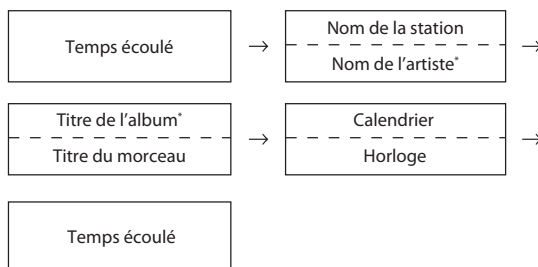 Temps écoulé
→
Nom de la station
Nom de l'artiste*
→
Titre de l'album*
Titre du morceau
→
Calendrier
Horloge
→
Temps écoulé